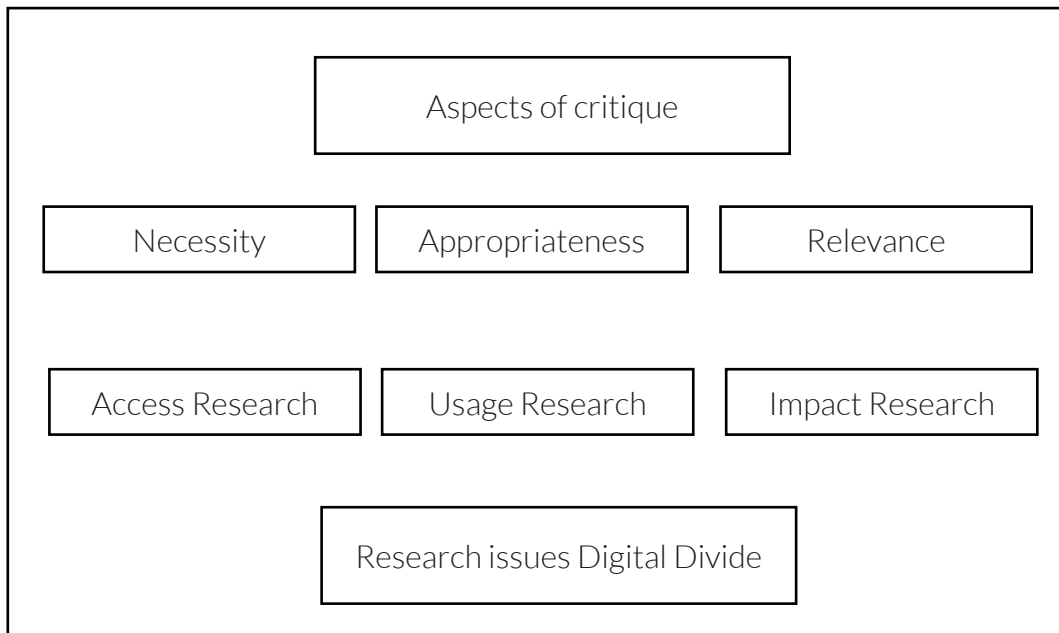 Aspects of critique
Necessity
Appropriateness
Relevance
Access Research
Usage Research
Impact Research
Research issues Digital Divide